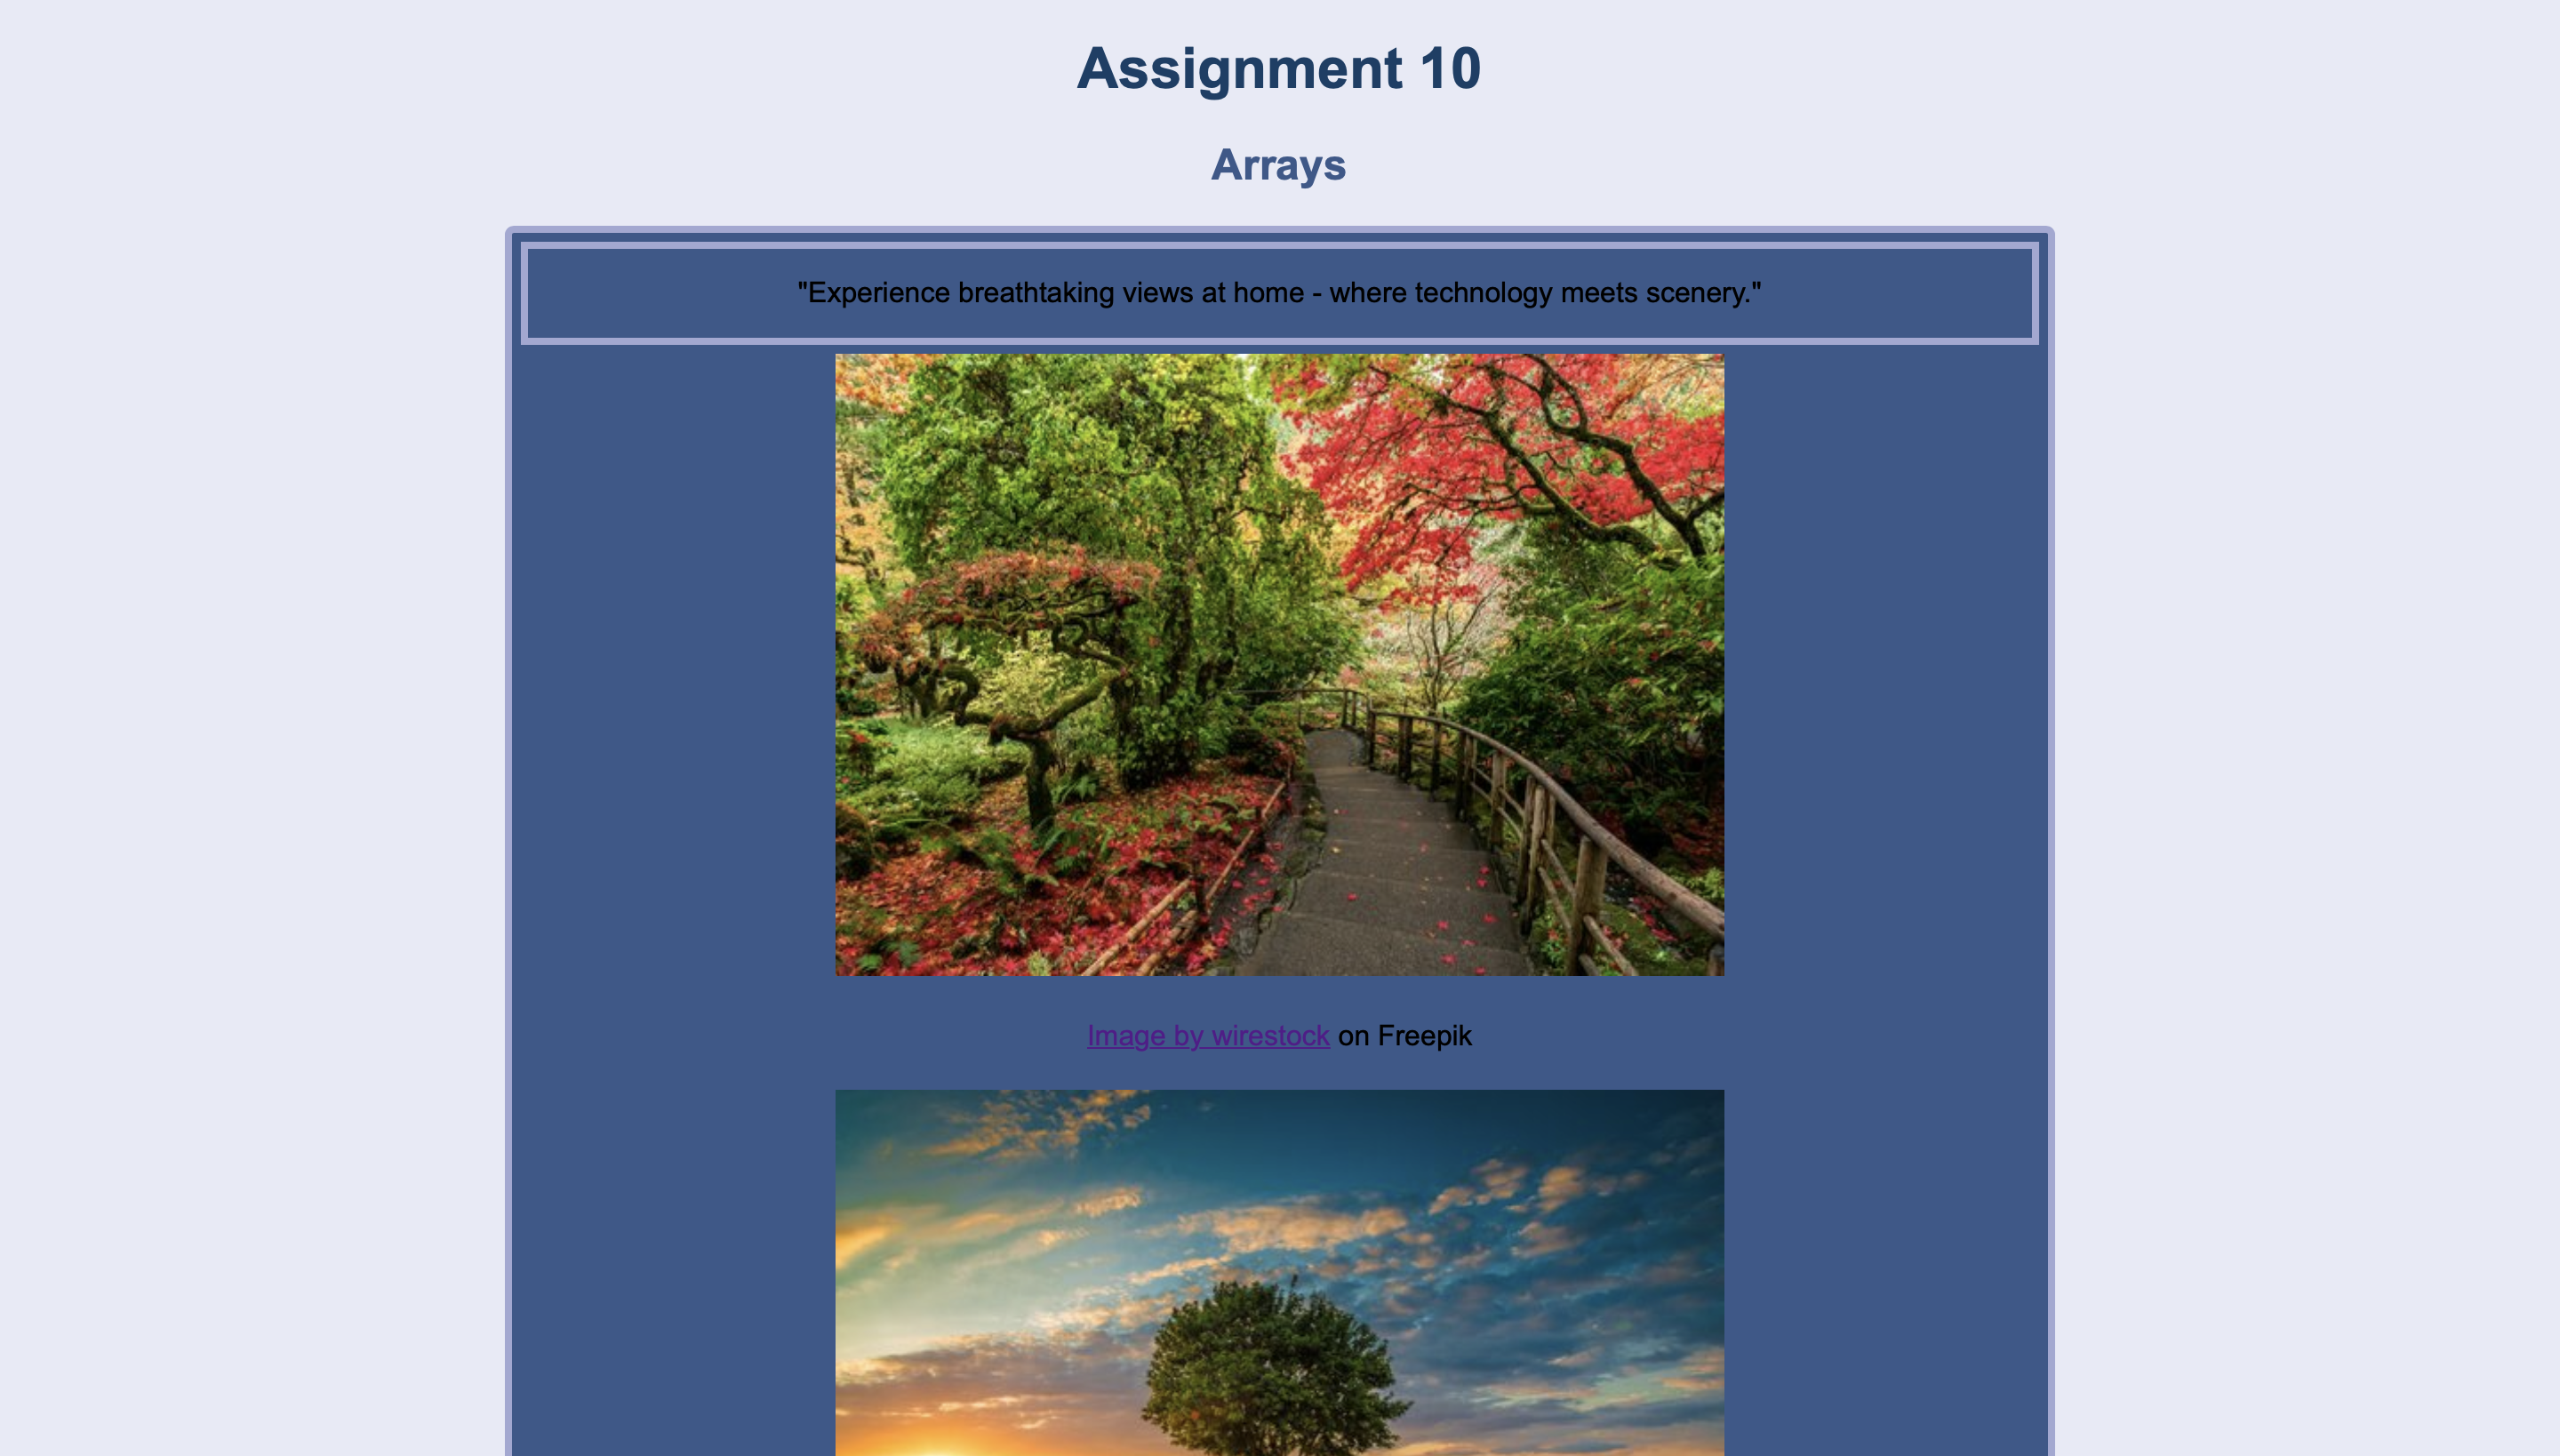 Assignment 10
Arrays
"Experience breathtaking views at home - where technology meets scenery."
Image by wirestock on Freepik